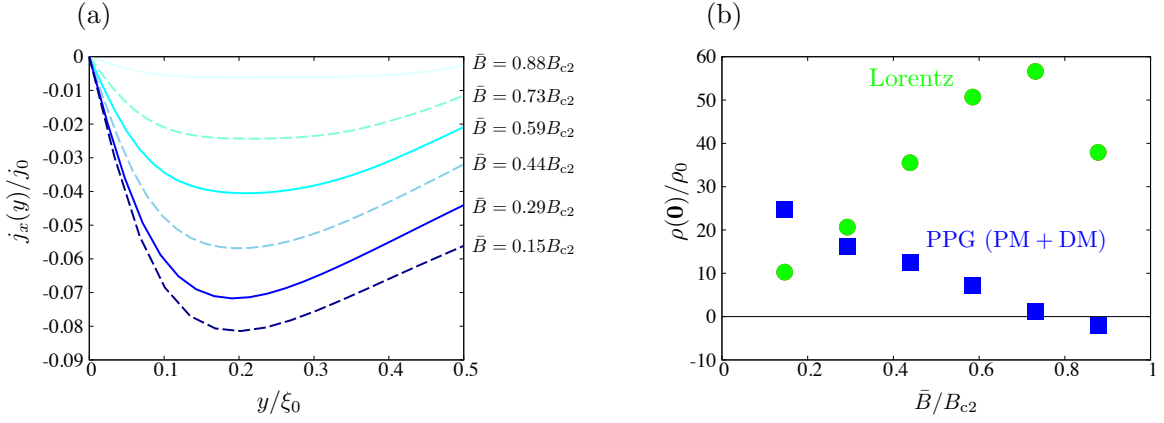 (a)
0
-0.01
-0.02
-0.03
-0.04
-0.05
-0.06
-0.07
-0.08
-0.09
j_x(y)/j_0
0 0.1 0.2 0.3 0.4 0.5
y/ξ_0
B̄ = 0.88B_c2
B̄ = 0.73B_c2
B̄ = 0.59B_c2
B̄ = 0.44B_c2
B̄ = 0.29B_c2
B̄ = 0.15B_c2
(b)
60
50
40
30
20
10
0
-10
ρ(𝟎)/ρ_0
Lorentz
PPG (PM + DM)
0 0.2 0.4 0.6 0.8 1
B̄/B_c2